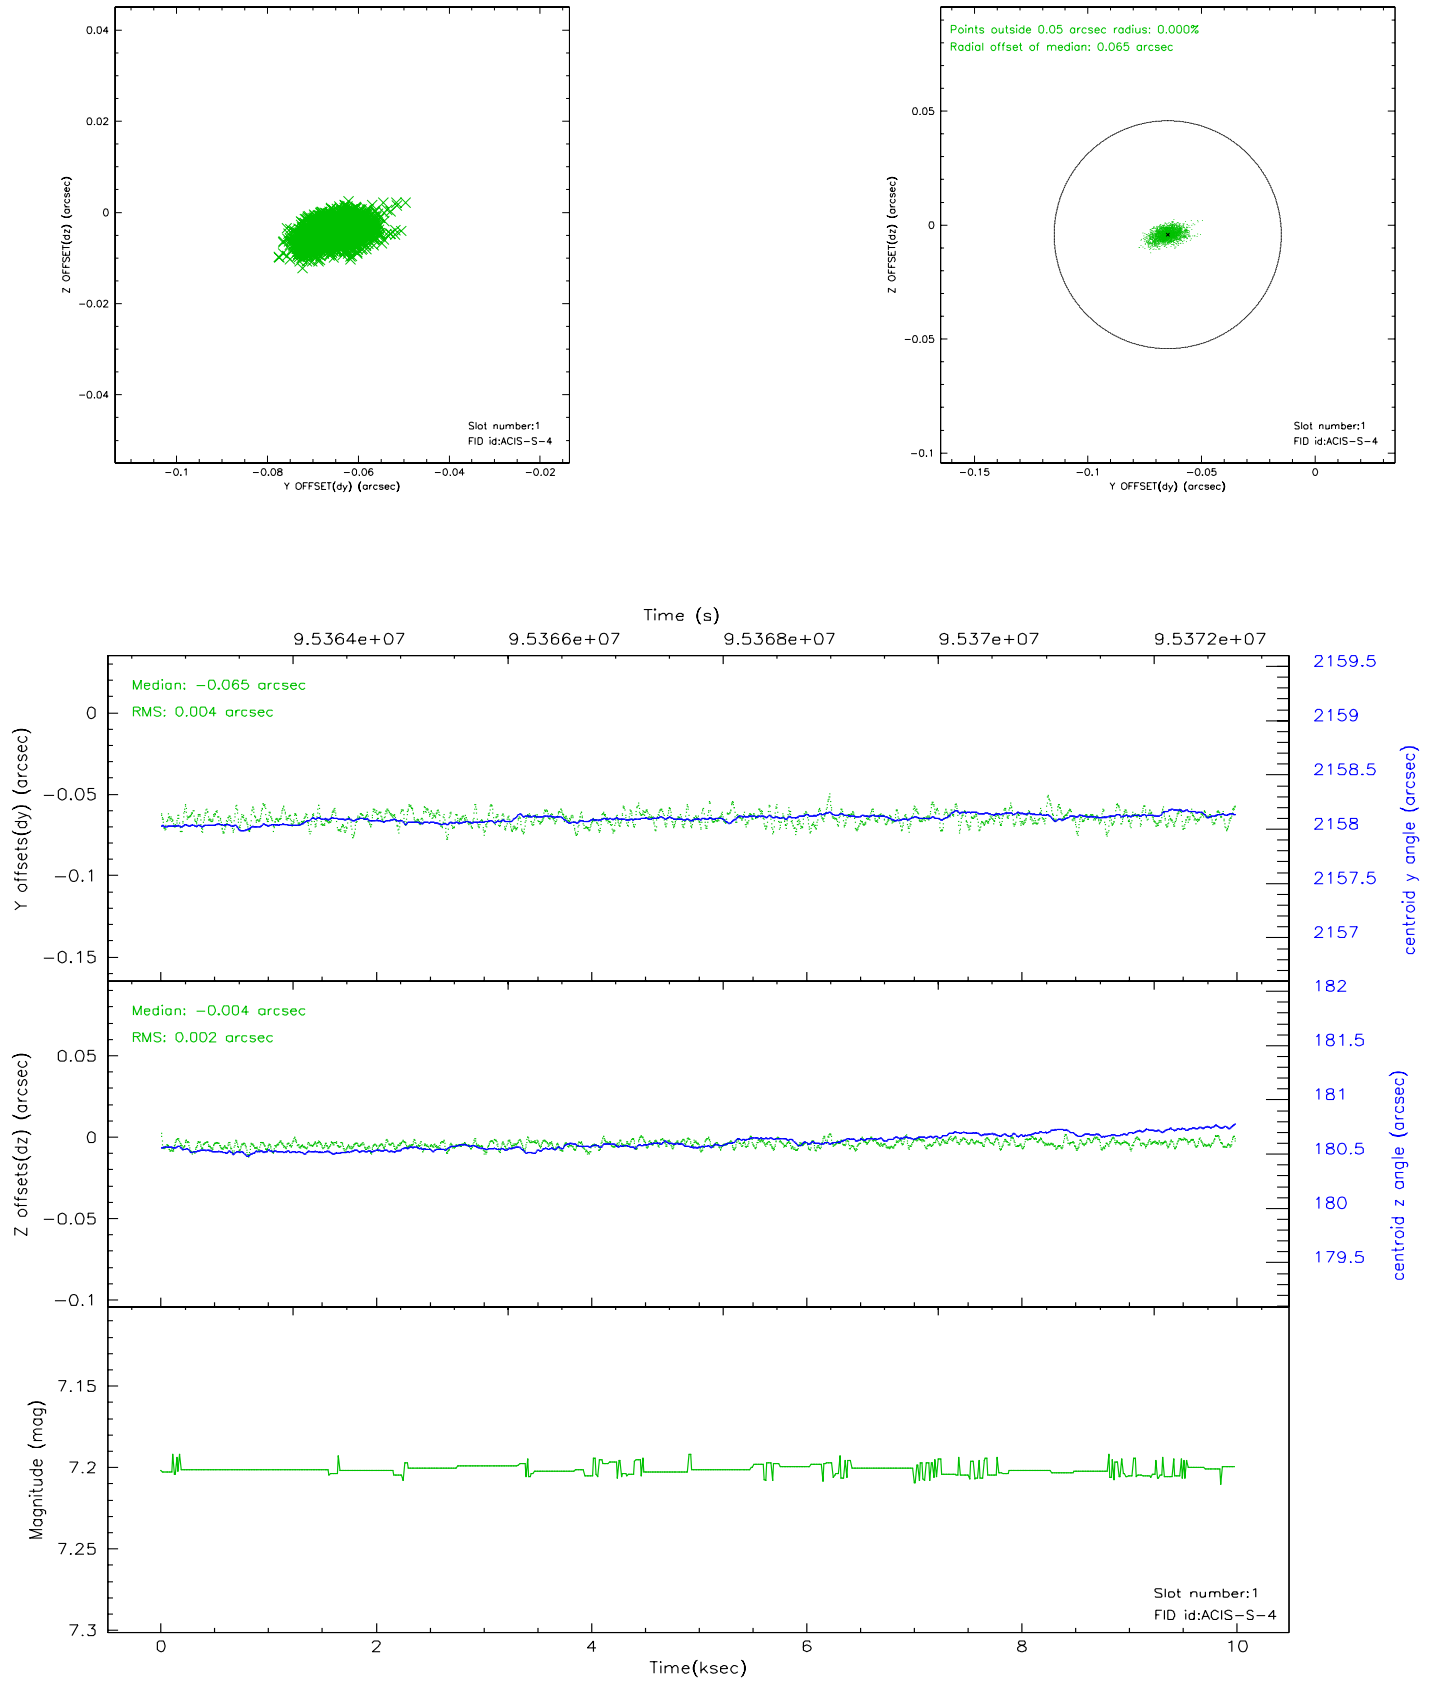 0.04
0.02
0
−0.02
−0.04
Z OFFSET(dz) (arcsec)
Slot number:1
FID id:ACIS−S−4
−0.1
−0.08
−0.06
−0.04
−0.02
Y OFFSET(dy) (arcsec)
Points outside 0.05 arcsec radius: 0.000%
Radial offset of median: 0.065 arcsec
0.05
0
−0.05
−0.1
Z OFFSET(dz) (arcsec)
Slot number:1
FID id:ACIS−S−4
−0.15
−0.1
−0.05
0
Y OFFSET(dy) (arcsec)
Time (s)
9.5364e+07
9.5366e+07
9.5368e+07
9.537e+07
9.5372e+07
Median: −0.065 arcsec
RMS: 0.004 arcsec
0
−0.05
−0.1
−0.15
Y offsets(dy) (arcsec)
2159.5
2159
2158.5
2158
2157.5
2157
centroid y angle (arcsec)
Median: −0.004 arcsec
RMS: 0.002 arcsec
0.05
0
−0.05
−0.1
Z offsets(dz) (arcsec)
182
181.5
181
180.5
180
179.5
centroid z angle (arcsec)
7.15
7.2
7.25
7.3
Magnitude (mag)
Slot number:1
FID id:ACIS−S−4
0
2
4
6
8
10
Time(ksec)